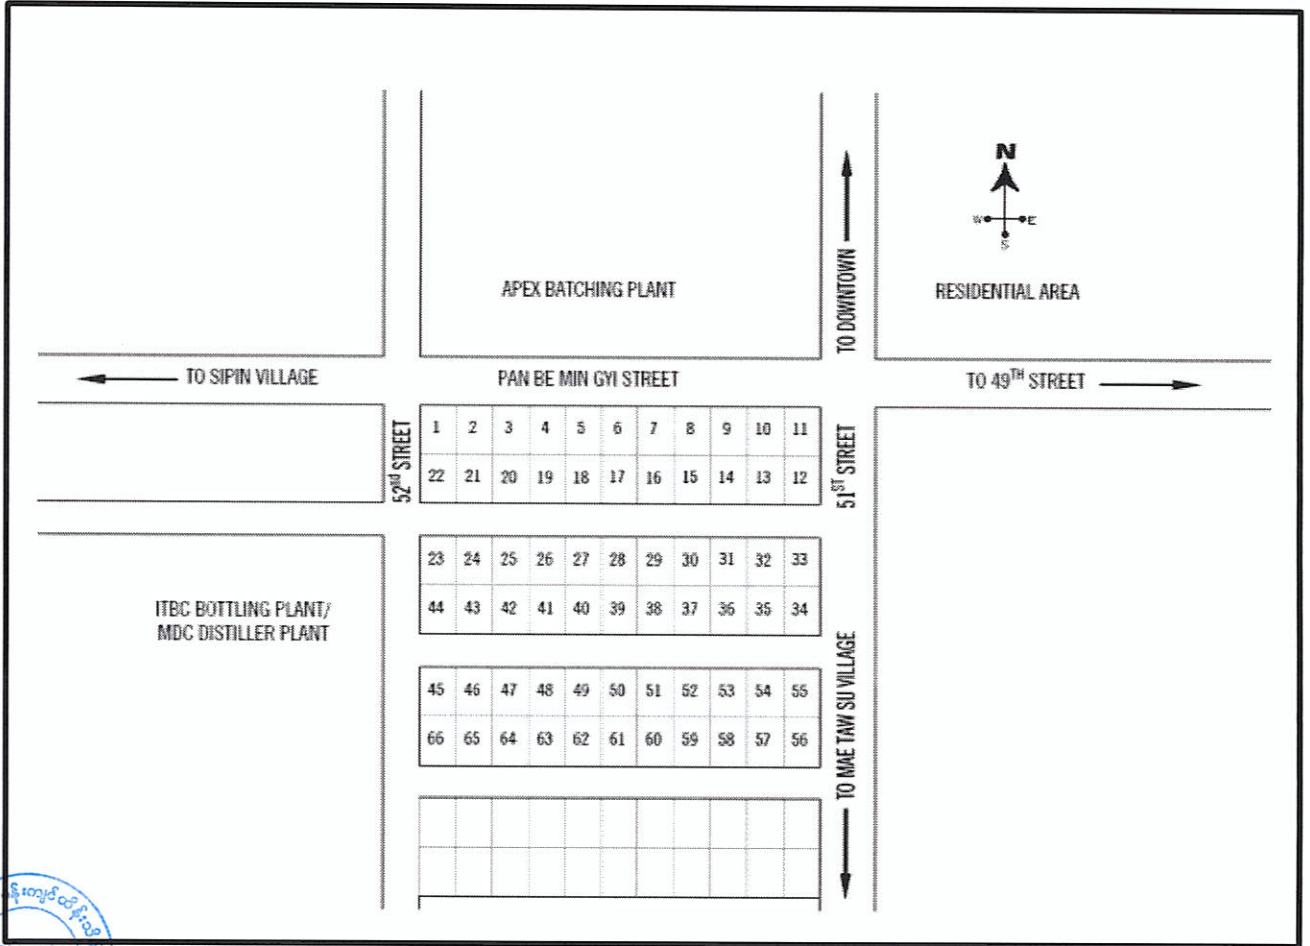 N
W E
S
TO DOWNTOWN
APEX BATCHING PLANT
RESIDENTIAL AREA
TO SIPIN VILLAGE
PAN BE MIN GYI STREET
TO 49TH STREET
52nd STREET
51ST STREET
1 2 3 4 5 6 7 8 9 10 11
22 21 20 19 18 17 16 15 14 13 12
23 24 25 26 27 28 29 30 31 32 33
44 43 42 41 40 39 38 37 36 35 34
ITBC BOTTLING PLANT/
MDC DISTILLER PLANT
TO MAE TAW SU VILLAGE
45 46 47 48 49 50 51 52 53 54 55
66 65 64 63 62 61 60 59 58 57 56